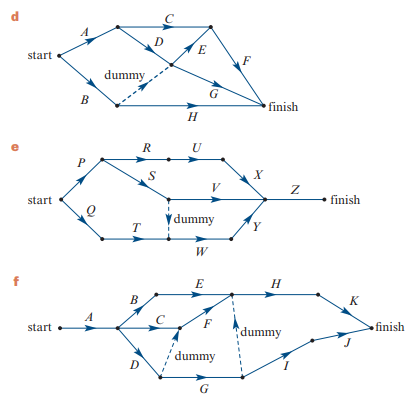 d
C
A
D
E
start
F
dummy
B
G
finish
H
e
R
U
P
S
X
V
Z
start
finish
Q
dummy
T
Y
W
f
E
H
B
K
A
C
F
start
finish
dummy
J
dummy
D
I
G